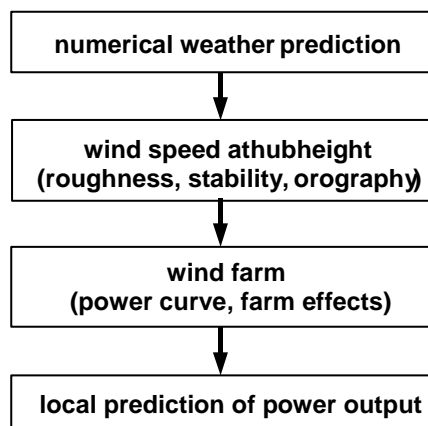 numerical weather prediction
wind speed athubheight
(roughness, stability, orography)
wind farm
(power curve, farm effects)
local prediction of power output